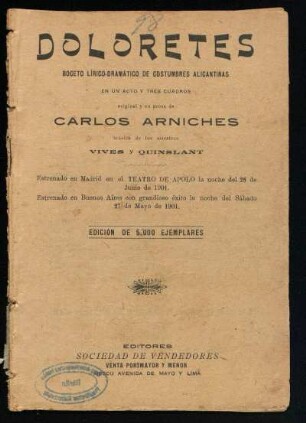 DOLORETES
BOCETO LÍRICO-DRAMÁTICO DE COSTUMBRES ALICANTINAS
EN UN ACTO Y TRES CUADROS
original y en prosa de
CARLOS ARNICHES
música de los maestros
VIVES Y QUINSLANT
Estrenado en Madrid en el TEATRO DE APOLO la noche del 28 de
Junio de 1901.
Estrenado en Buenos Aires con grandioso éxito la noche del Sábado
de Mayo de 1904.
EDICIÓN DE 5,000 EJEMPLARES
EDITORES
SOCIEDAD DE VENDEDORES
VENTA PORTMAYOR Y MENOR
AVENIDA DE MAYO Y LIMA